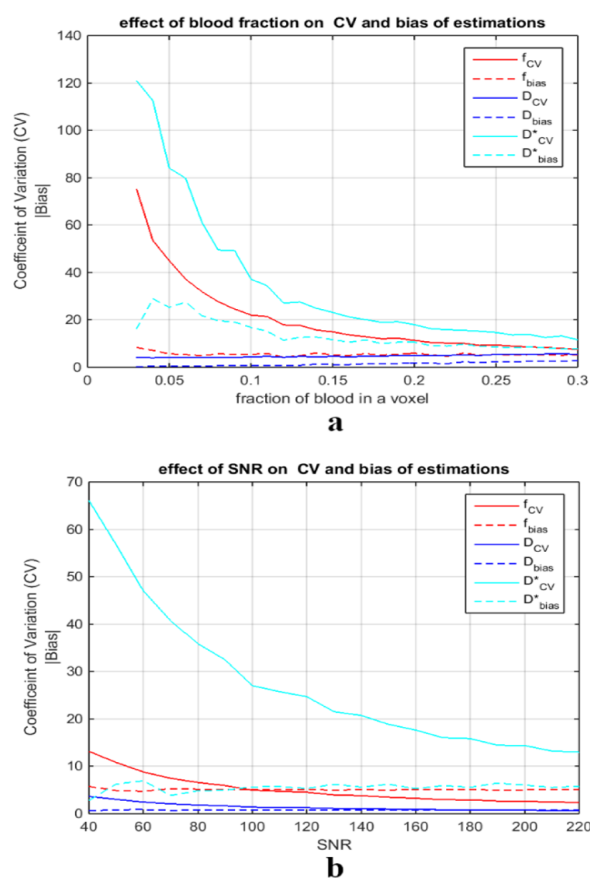 effect of blood fraction on CV and bias of estimations
140
120
100
80
60
40
20
0
Coefficeint of Variation (CV)
|Bias|
f_CV
f_bias
D_CV
D_bias
D*_CV
D*_bias
0 0.05 0.1 0.15 0.2 0.25 0.3
fraction of blood in a voxel
a
effect of SNR on CV and bias of estimations
70
60
50
40
30
20
10
0
Coefficeint of Variation (CV)
|Bias|
f_CV
f_bias
D_CV
D_bias
D*_CV
D*_bias
40 60 80 100 120 140 160 180 200 220
SNR
b